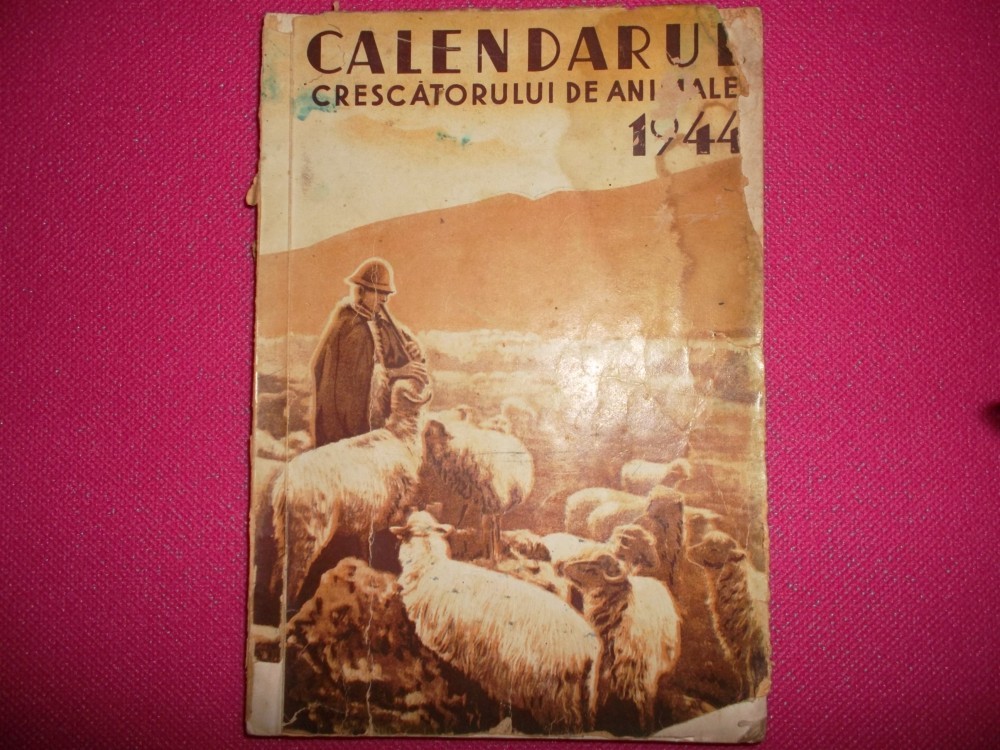 CALENDARUL
CRESCĂTORULUI DE ANIMALE
1944